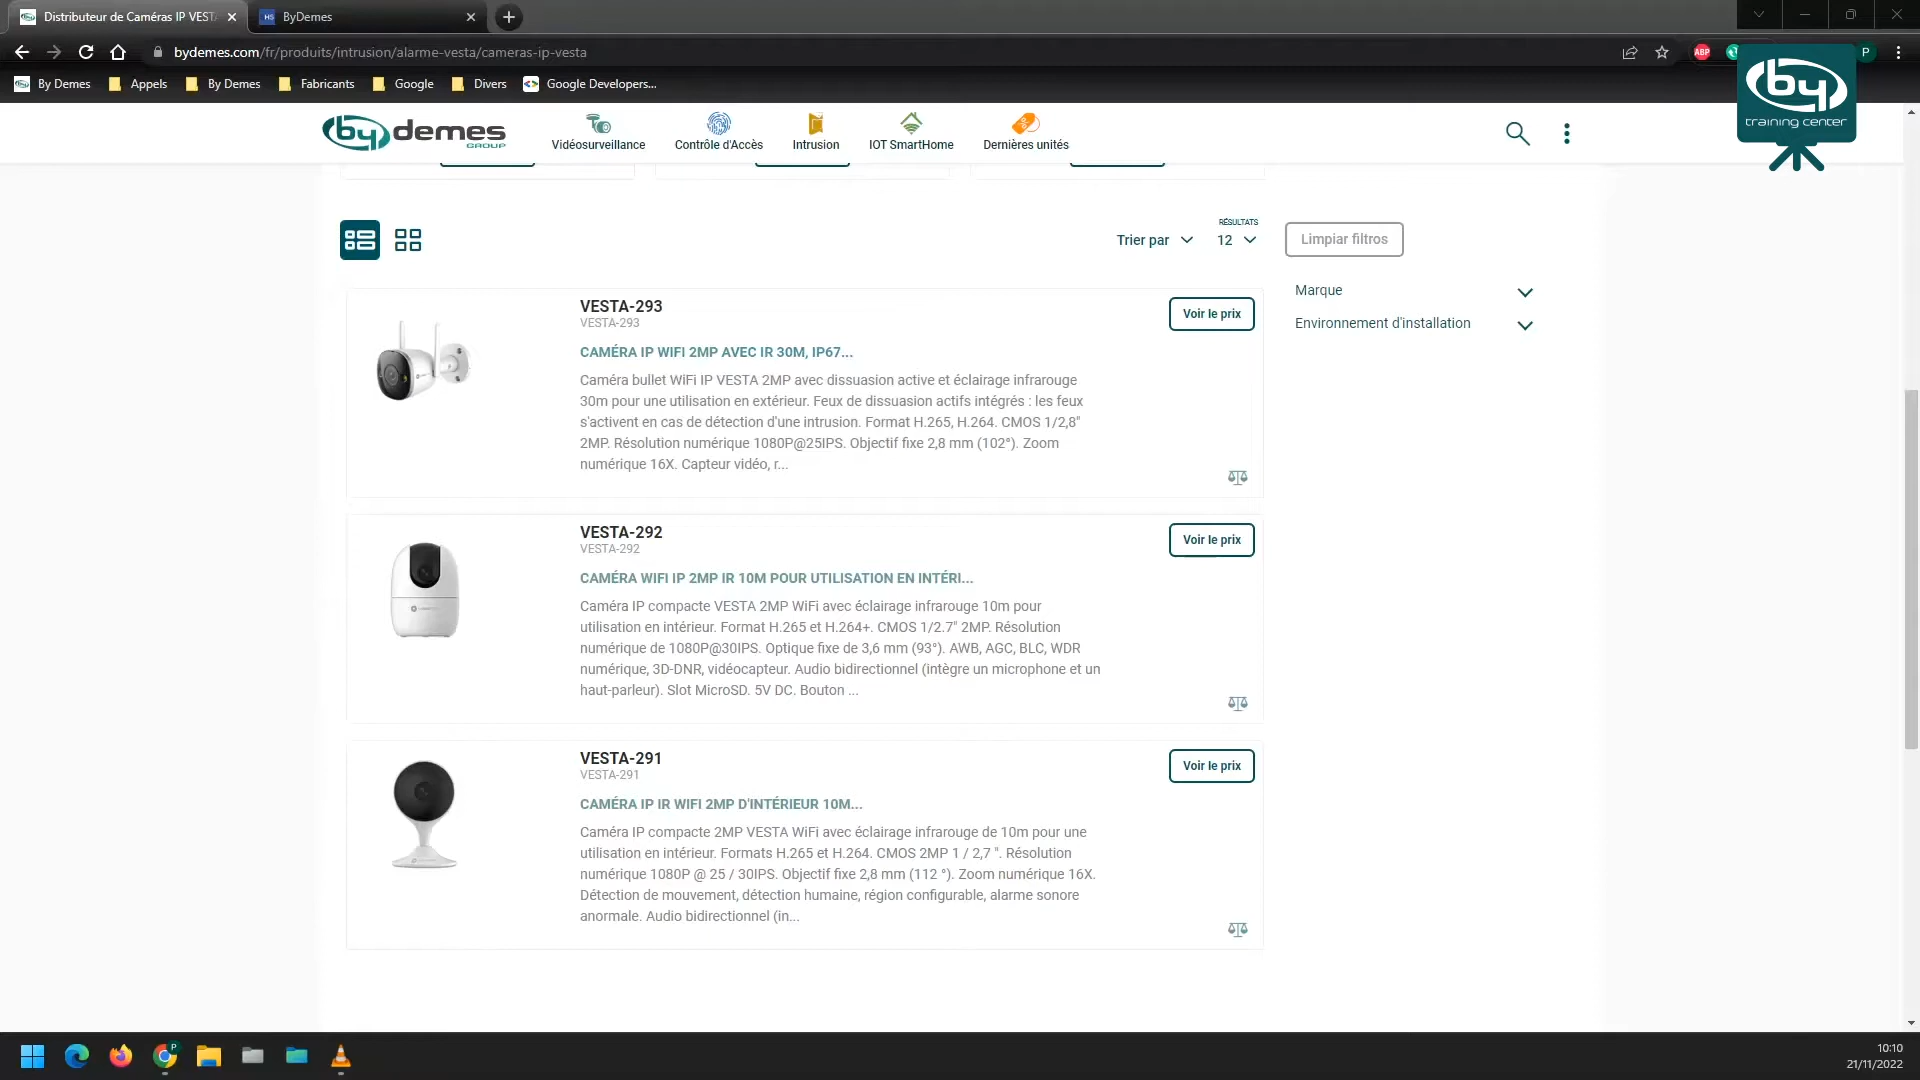 Distributeur de Caméras IP VEST
HS ByDemes
bydemes.com/fr/produits/intrusion/alarme-vesta/cameras-ip-vesta
ABP
P
By Demes
Appels
By Demes
Fabricants
Google
Divers
Google Developers...
by
training center
by demes
GROUP
Vidéosurveillance
Contrôle d'Accès
Intrusion
IOT SmartHome
Dernières unités
Trier par
RÉSULTATS
12
Limpiar filtros
Marque
Environnement d'installation
VESTA-293
VESTA-293
Voir le prix
CAMÉRA IP WIFI 2MP AVEC IR 30M, IP67...
Caméra bullet WiFi IP VESTA 2MP avec dissuasion active et éclairage infrarouge
30m pour une utilisation en extérieur. Feux de dissuasion actifs intégrés : les feux
s'activent en cas de détection d'une intrusion. Format H.265, H.264. CMOS 1/2,8"
2MP. Résolution numérique 1080P@25IPS. Objectif fixe 2,8 mm (102°). Zoom
numérique 16X. Capteur vidéo, r...
VESTA-292
VESTA-292
Voir le prix
CAMÉRA WIFI IP 2MP IR 10M POUR UTILISATION EN INTÉRI...
Caméra IP compacte VESTA 2MP WiFi avec éclairage infrarouge 10m pour
utilisation en intérieur. Format H.265 et H.264+. CMOS 1/2.7" 2MP. Résolution
numérique de 1080P@30IPS. Optique fixe de 3,6 mm (93°). AWB, AGC, BLC, WDR
numérique, 3D-DNR, vidéocapteur. Audio bidirectionnel (intègre un microphone et un
haut-parleur). Slot MicroSD. 5V DC. Bouton ...
VESTA-291
VESTA-291
Voir le prix
CAMÉRA IP IR WIFI 2MP D'INTÉRIEUR 10M...
Caméra IP compacte 2MP VESTA WiFi avec éclairage infrarouge de 10m pour une
utilisation en intérieur. Formats H.265 et H.264. CMOS 2MP 1 / 2,7 ". Résolution
numérique 1080P @ 25 / 30IPS. Objectif fixe 2,8 mm (112 °). Zoom numérique 16X.
Détection de mouvement, détection humaine, région configurable, alarme sonore
anormale. Audio bidirectionnel (in...
P
10:10
21/11/2022